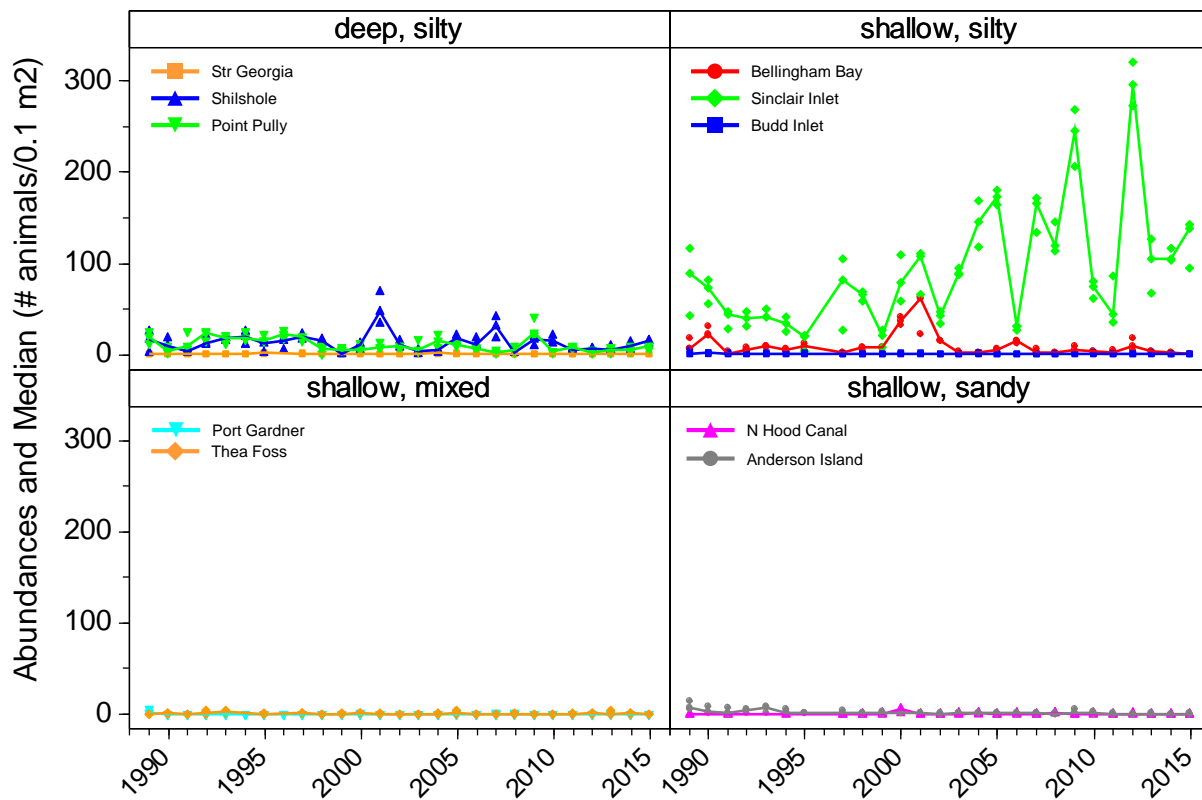 Abundances and Median (# animals/0.1 m2)
deep, silty
300
200
100
0
Str Georgia
Shilshole
Point Pully
shallow, silty
Bellingham Bay
Sinclair Inlet
Budd Inlet
shallow, mixed
300
200
100
0
Port Gardner
Thea Foss
1990
1995
2000
2005
2010
2015
shallow, sandy
N Hood Canal
Anderson Island
1990
1995
2000
2005
2010
2015